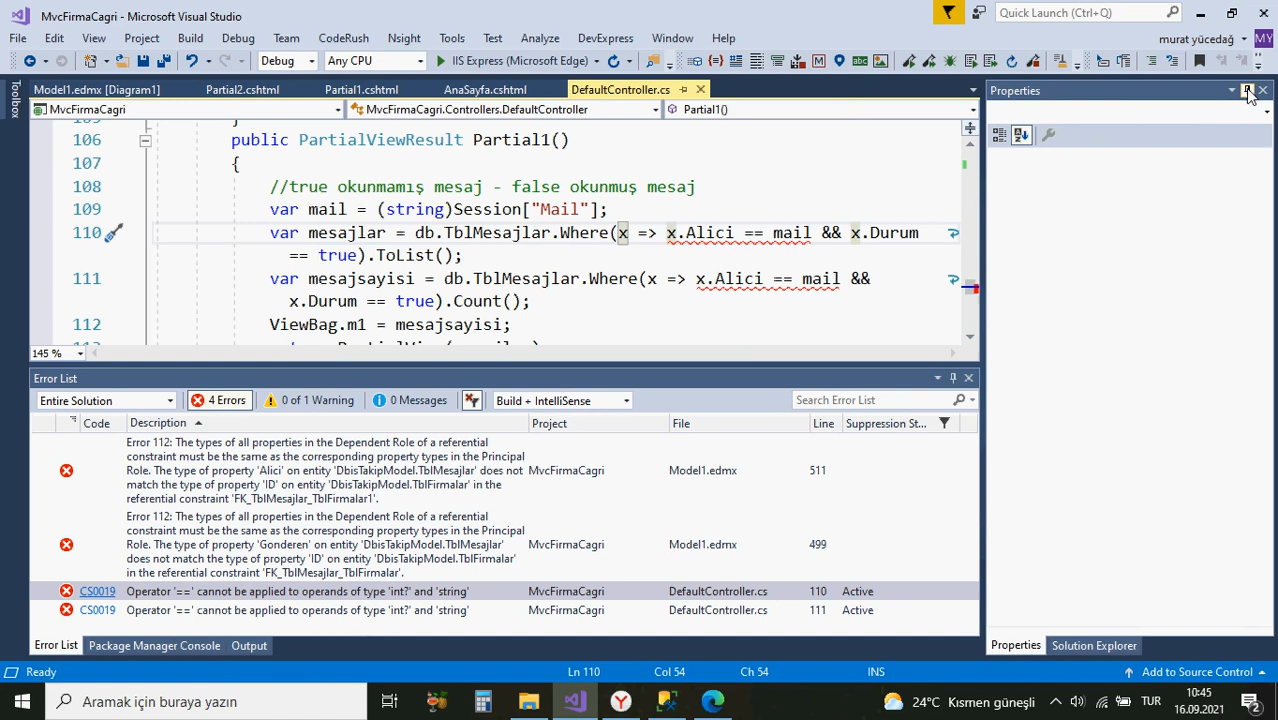 MvcFirmaCagri - Microsoft Visual Studio
Quick Launch (Ctrl+Q)
File Edit View Project Build Debug Team CodeRush Nsight Tools Test Analyze DevExpress Window Help
murat yücedağ MY
Debug Any CPU IIS Express (Microsoft Edge)
Toolbox
Model1.edmx [Diagram1] Partial2.cshtml Partial1.cshtml AnaSayfa.cshtml DefaultController.cs
Properties
MvcFirmaCagri MvcFirmaCagri.Controllers.DefaultController Partial1()
106 public PartialViewResult Partial1()
107 {
108 //true okunmamış mesaj - false okunmuş mesaj
109 var mail = (string)Session["Mail"];
110 var mesajlar = db.TblMesajlar.Where(x => x.Alici == mail && x.Durum
== true).ToList();
111 var mesajsayisi = db.TblMesajlar.Where(x => x.Alici == mail &&
x.Durum == true).Count();
112 ViewBag.m1 = mesajsayisi;
145 %
Error List
Entire Solution 4 Errors 0 of 1 Warning 0 Messages Build + IntelliSense Search Error List
Code Description Project File Line Suppression St...
Error 112: The types of all properties in the Dependent Role of a referential
constraint must be the same as the corresponding property types in the Principal
Role. The type of property 'Alici' on entity 'DbisTakipModel.TblMesajlar' does not MvcFirmaCagri Model1.edmx 511
match the type of property 'ID' on entity 'DbisTakipModel.TblFirmalar' in the
referential constraint 'FK_TblMesajlar_TblFirmalar1'.
Error 112: The types of all properties in the Dependent Role of a referential
constraint must be the same as the corresponding property types in the Principal
Role. The type of property 'Gonderen' on entity 'DbisTakipModel.TblMesajlar' MvcFirmaCagri Model1.edmx 499
does not match the type of property 'ID' on entity 'DbisTakipModel.TblFirmalar'
in the referential constraint 'FK_TblMesajlar_TblFirmalar'.
CS0019 Operator '==' cannot be applied to operands of type 'int?' and 'string' MvcFirmaCagri DefaultController.cs 110 Active
CS0019 Operator '==' cannot be applied to operands of type 'int?' and 'string' MvcFirmaCagri DefaultController.cs 111 Active
Error List Package Manager Console Output
Properties Solution Explorer
Ready Ln 110 Col 54 Ch 54 INS Add to Source Control
Aramak için buraya yazın
24°C Kısmen güneşli TUR 10:45
16.09.2021 2